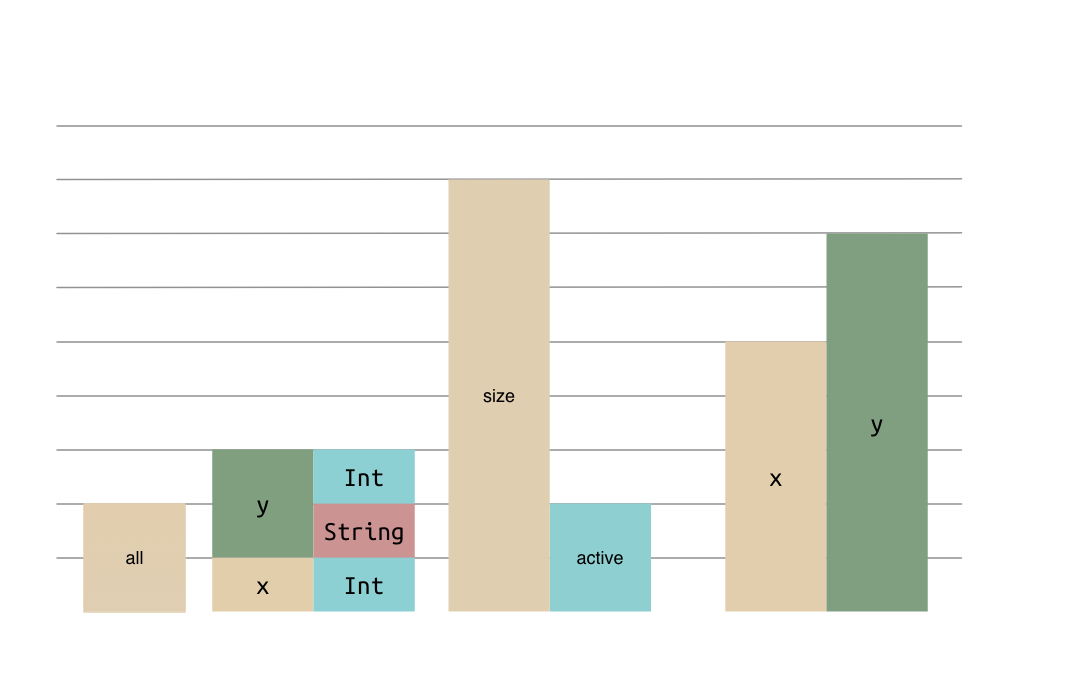 size
y
Int
x
y
String
all
active
x
Int